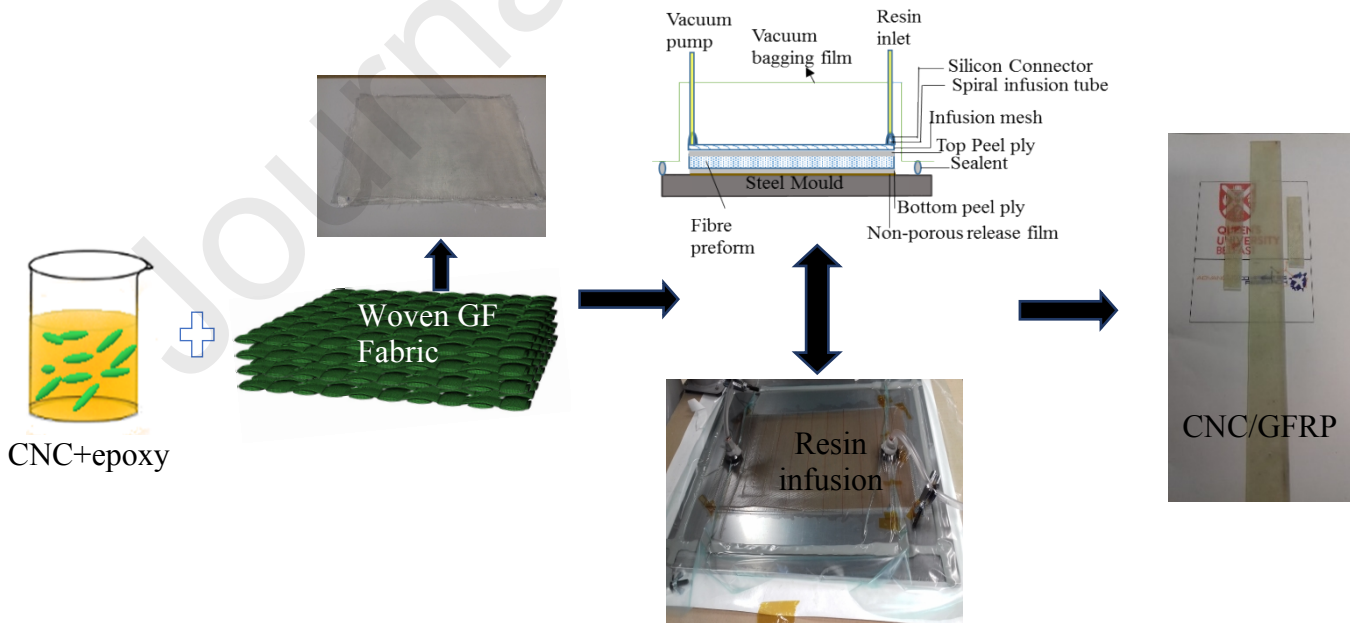 Journa
Vacuum
pump
Vacuum
bagging film
Resin
inlet
Silicon Connector
Spiral infusion tube
Infusion mesh
Top Peel ply
Sealent
Steel Mould
Bottom peel ply
Non-porous release film
Fibre
preform
Woven GF
Fabric
CNC+epoxy
Resin
infusion
QUEEN'S
UNIVERSITY
BELFAS
CNC/GFRP